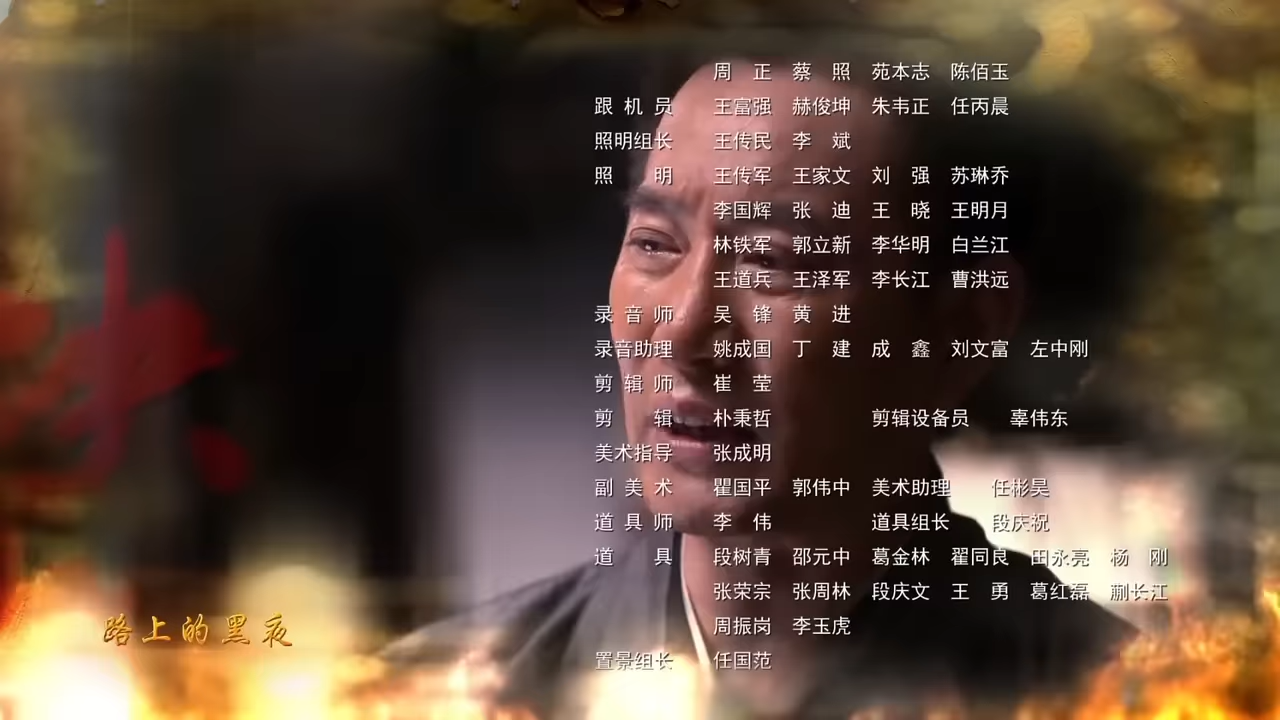 周　正　蔡　照　苑本志　陈佰玉
跟 机 员　王富强　赫俊坤　朱韦正　任丙晨
照明组长　王传民　李　斌
照　　明　王传军　王家文　刘　强　苏琳乔
李国辉　张　迪　王　晓　王明月
林铁军　郭立新　李华明　白兰江
王道兵　王泽军　李长江　曹洪远
录 音 师　吴　锋　黄　进
录音助理　姚成国　丁　建　成　鑫　刘文富　左中刚
剪 辑 师　崔　莹
剪　　辑　朴秉哲　剪辑设备员　辜伟东
美术指导　张成明
副 美 术　瞿国平　郭伟中　美术助理　任彬昊
道 具 师　李　伟　道具组长　段庆祝
道　　具　段树青　邵元中　葛金林　翟同良　田永亮　杨　刚
张荣宗　张周林　段庆文　王　勇　葛红磊　蒯长江
周振岗　李玉虎
置景组长　任国范
路上的黑夜